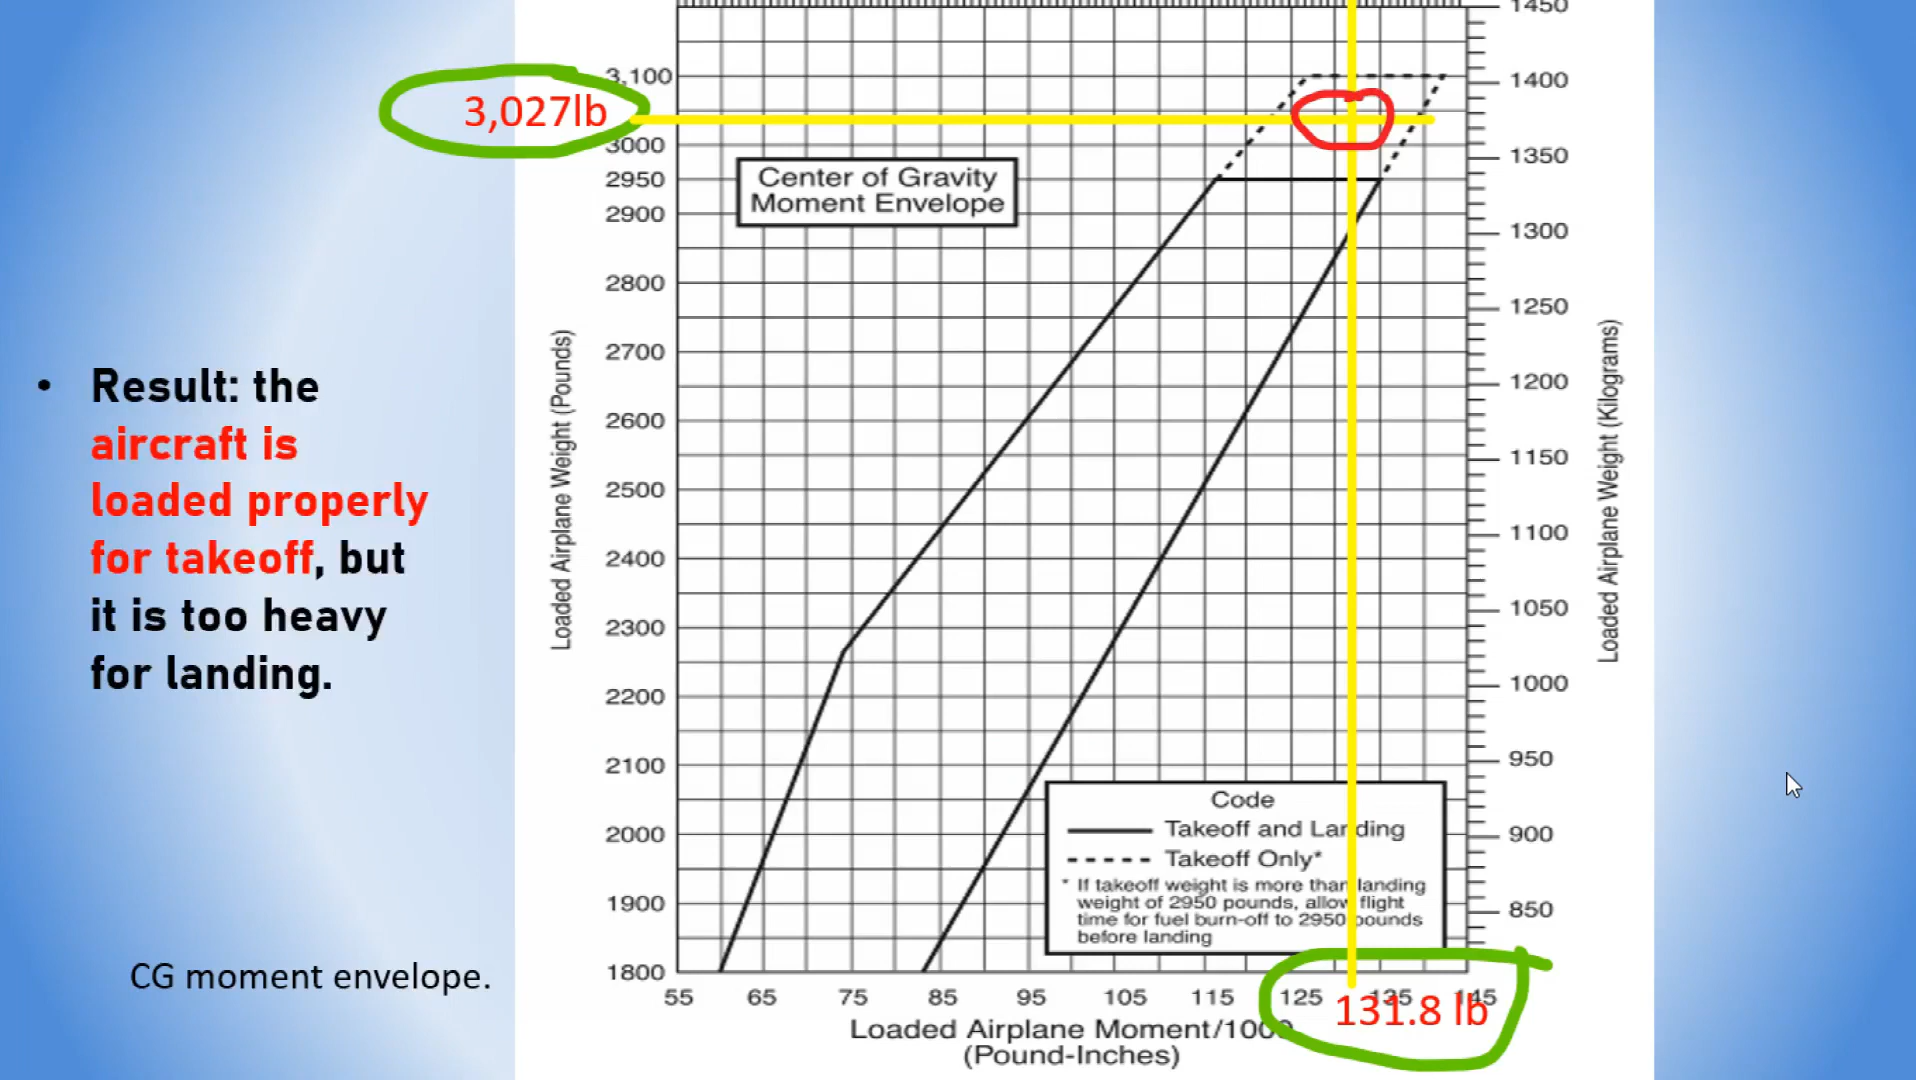 1450
3,100
3,027lb
1400
3000
1350
2950
Center of Gravity
Moment Envelope
2900
1300
2800
1250
2700
1200
2600
1150
2500
1100
2400
1050
2300
1000
2200
2100
950
2000
900
1900
850
1800
Loaded Airplane Weight (Pounds)
Loaded Airplane Weight (Kilograms)
• Result: the
aircraft is
loaded properly
for takeoff, but
it is too heavy
for landing.
Code
Takeoff and Landing
Takeoff Only*
* If takeoff weight is more than landing
weight of 2950 pounds, allow flight
time for fuel burn-off to 2950 pounds
before landing
CG moment envelope.
55 65 75 85 95 105 115 125 135 145
131.8 lb
Loaded Airplane Moment/1000
(Pound-Inches)